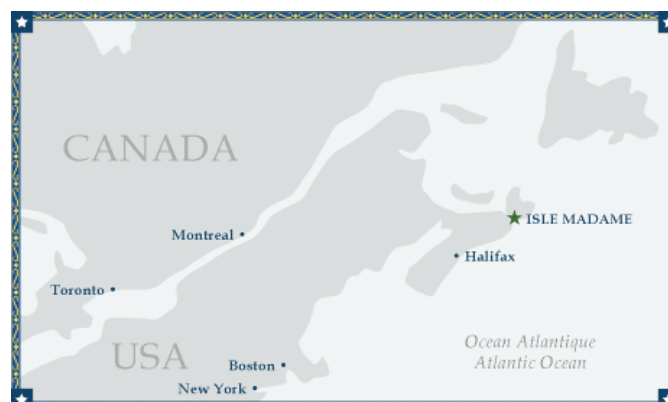 CANADA
ISLE MADAME
Montreal
Halifax
Toronto
Ocean Atlantique
Atlantic Ocean
USA
Boston
New York